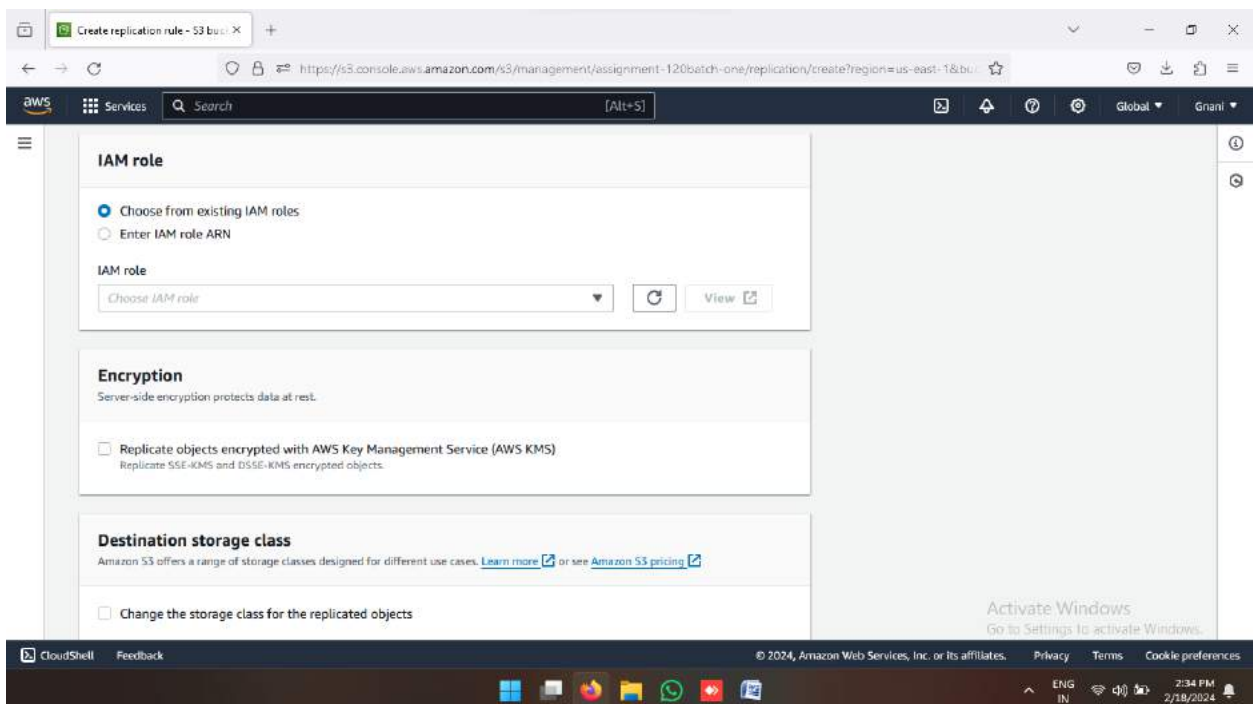 Create replication rule - S3 buc
https://s3.console.aws.amazon.com/s3/management/assignment-120batch-one/replication/create?region=us-east-1&bu
aws
Services
Search
[Alt+S]
Global
Gnani
IAM role
Choose from existing IAM roles
Enter IAM role ARN
IAM role
Choose IAM role
View
Encryption
Server-side encryption protects data at rest.
Replicate objects encrypted with AWS Key Management Service (AWS KMS)
Replicate SSE-KMS and DSSE-KMS encrypted objects.
Destination storage class
Amazon S3 offers a range of storage classes designed for different use cases. Learn more or see Amazon S3 pricing
Change the storage class for the replicated objects
Activate Windows
Go to Settings to activate Windows.
CloudShell Feedback © 2024, Amazon Web Services, Inc. or its affiliates. Privacy Terms Cookie preferences
ENG
IN
2:34 PM
2/18/2024